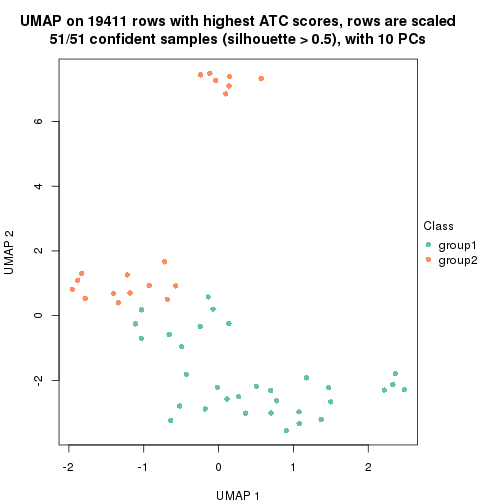 UMAP on 19411 rows with highest ATC scores, rows are scaled
51/51 confident samples (silhouette > 0.5), with 10 PCs
6
4
2
0
-2
UMAP 2
-2 -1 0 1 2
UMAP 1
Class
group1
group2